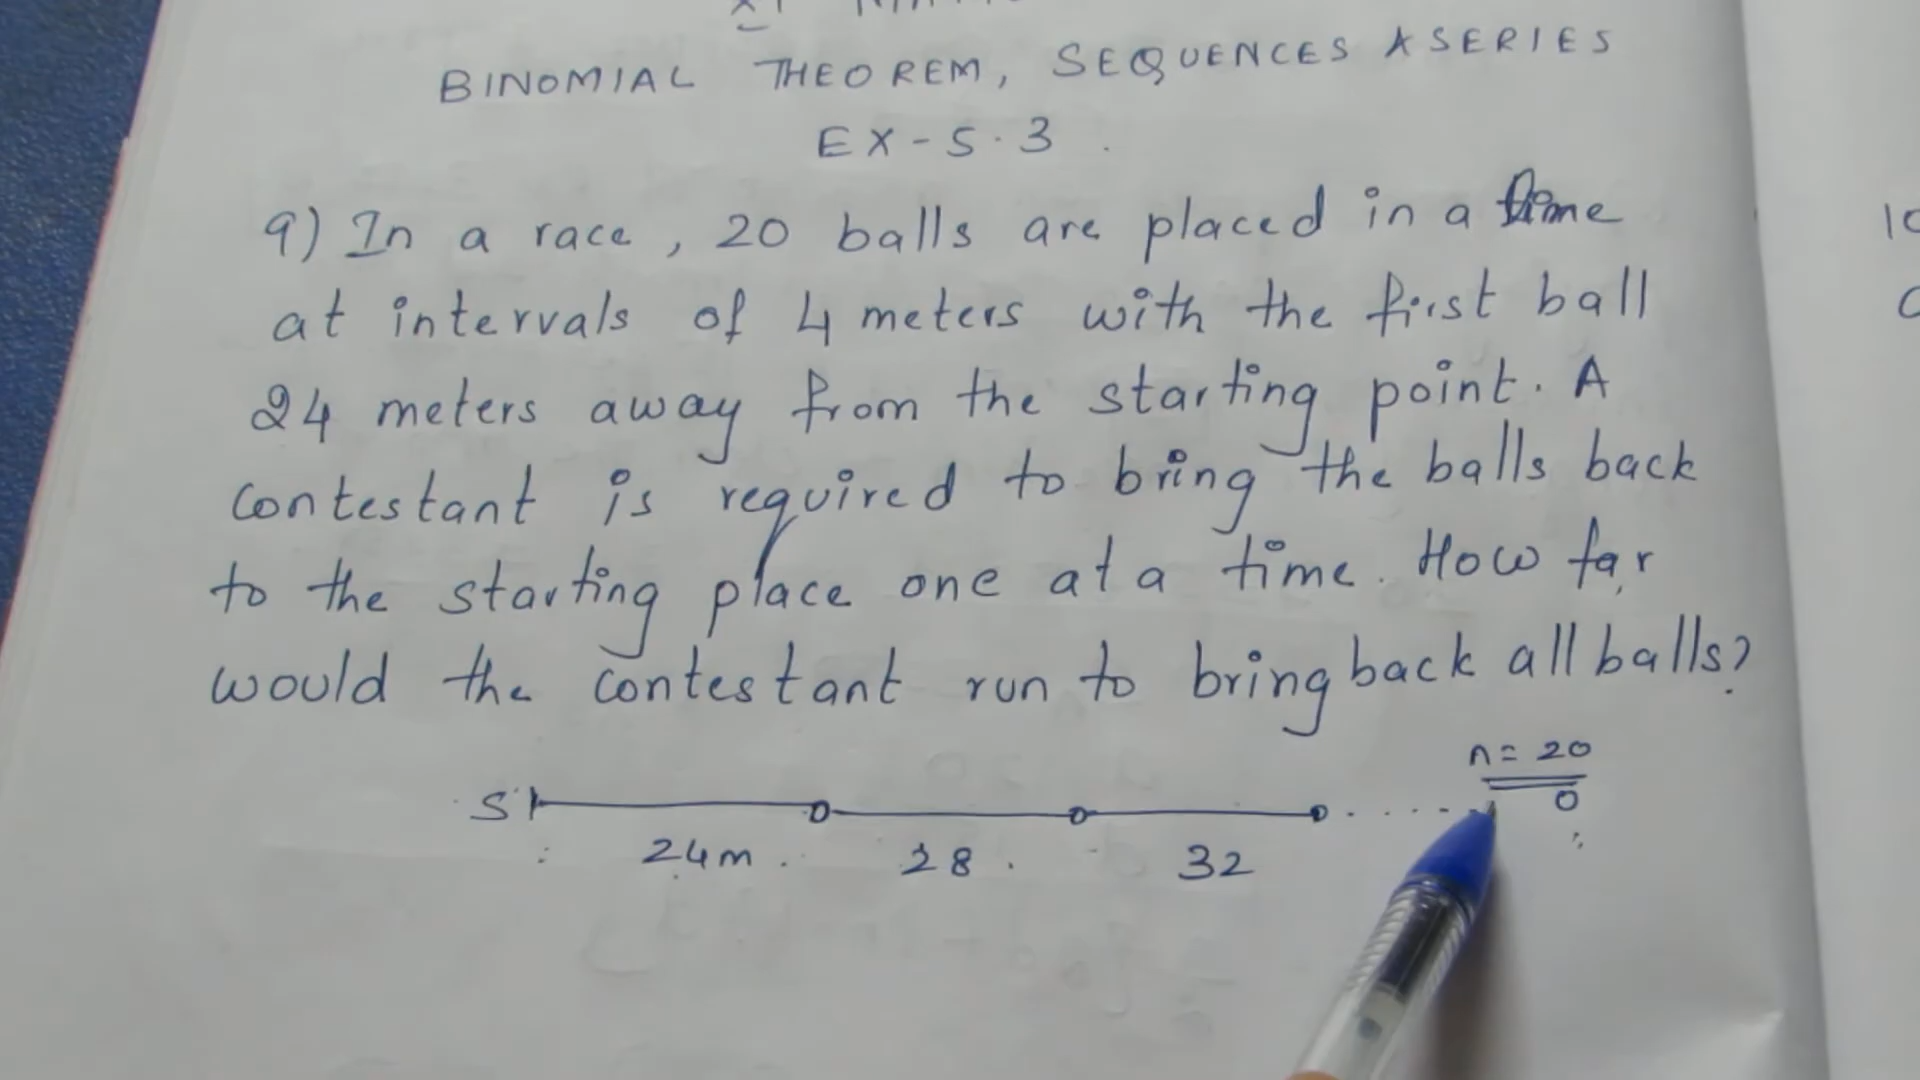 BINOMIAL THEOREM, SEQUENCES & SERIES
EX-5.3.
9) In a race, 20 balls are placed in a line
at intervals of 4 meters with the first ball
24 meters away from the starting point. A
contestant is required to bring the balls back
to the starting place one at a time. How far
would the contestant run to bring back all balls?
n = 20
S
24m. 28. 32